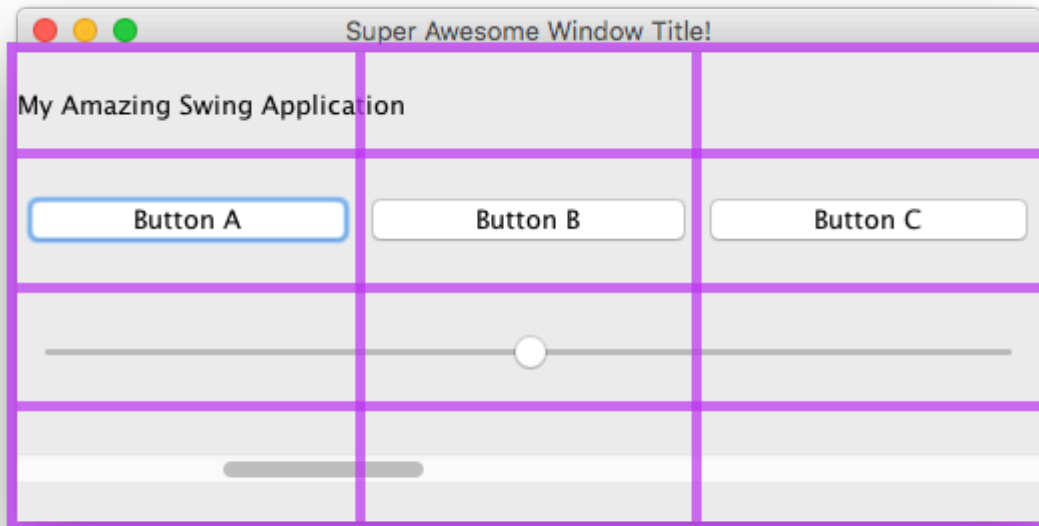 Super Awesome Window Title!
My Amazing Swing Application
Button A
Button B
Button C